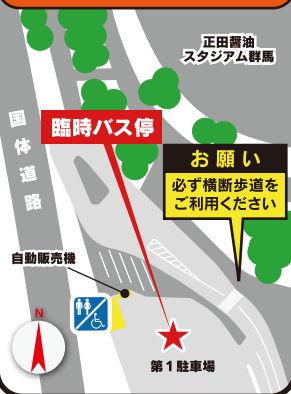 正田醤油
スタジアム群馬
臨時バス停
国体道路
お願い
必ず横断歩道を
ご利用ください
自動販売機
N
第1駐車場